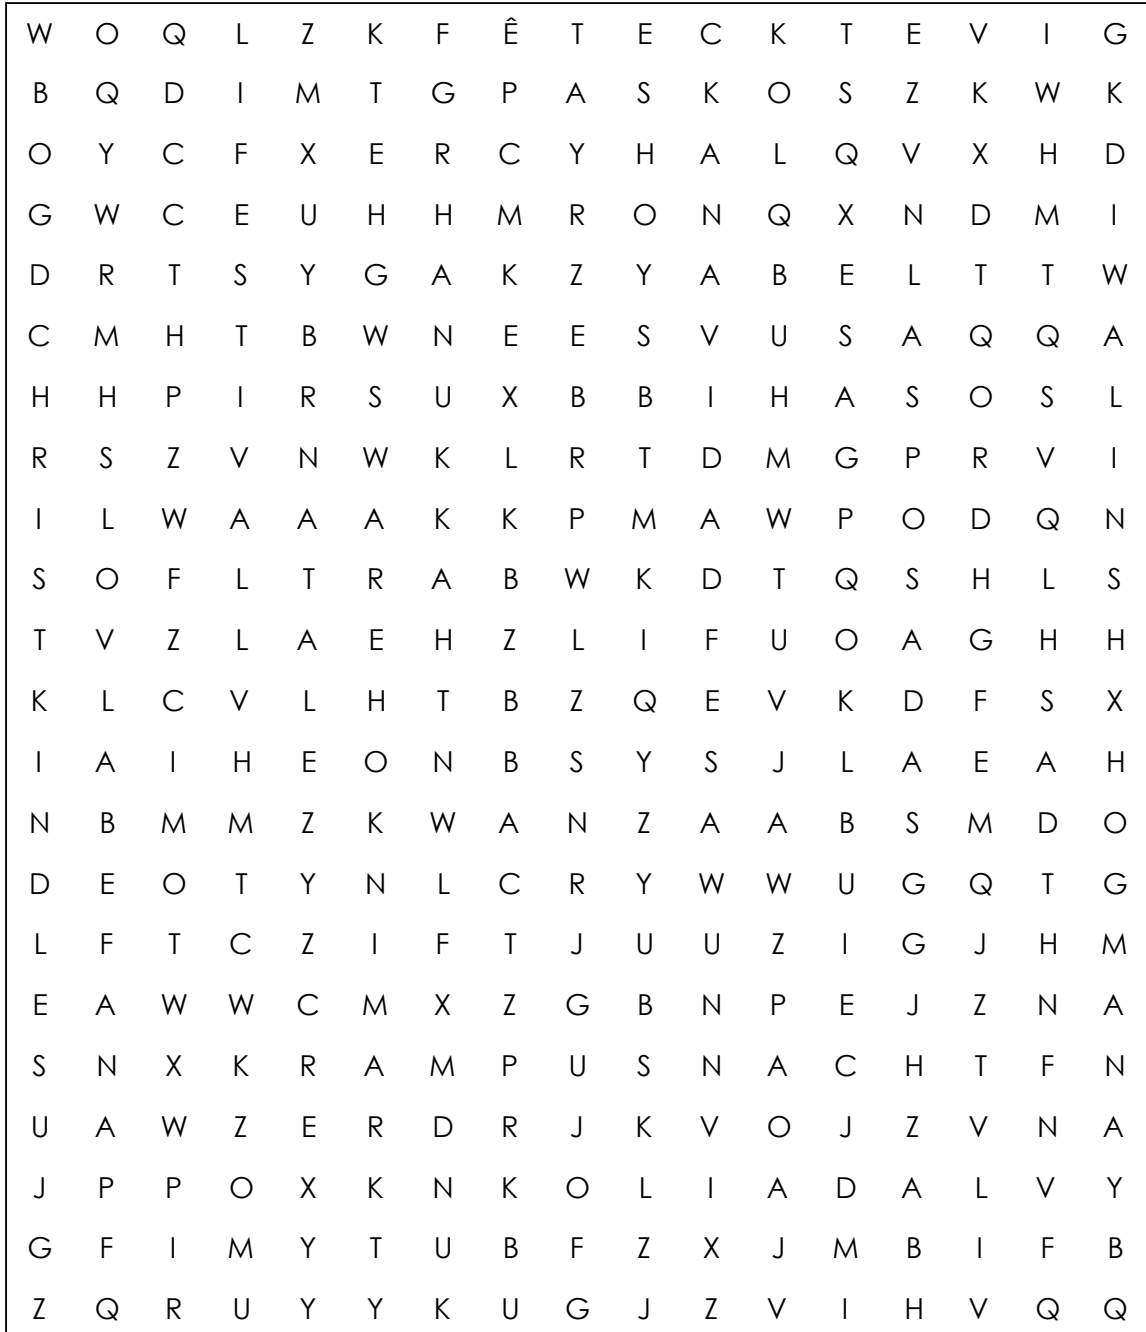 W O Q L Z K F Ê T E C K T E V I G
B Q D I M T G P A S K O S Z K W K
O Y C F X E R C Y H A L Q V X H D
G W C E U H H M R O N Q X N D M I
D R T S Y G A K Z Y A B E L T T W
C M H T B W N E E S V U S A Q Q A
H H P I R S U X B B I H A S O S L
R S Z V N W K L R T D M G P R V I
I L W A A A K K P M A W P O D Q N
S O F L T R A B W K D T Q S H L S
T V Z L A E H Z L I F U O A G H H
K L C V L H T B Z Q E V K D F S X
I A I H E O N B S Y S J L A E A H
N B M M Z K W A N Z A A B S M D O
D E O T Y N L C R Y W W U G Q T G
L F T C Z I F T J U U Z I G J H M
E A W W C M X Z G B N P E J Z N A
S N X K R A M P U S N A C H T F N
U A W Z E R D R J K V O J Z V N A
J P P O X K N K O L I A D A L V Y
G F I M Y T U B F Z X J M B I F B
Z Q R U Y Y K U G J Z V I H V Q Q